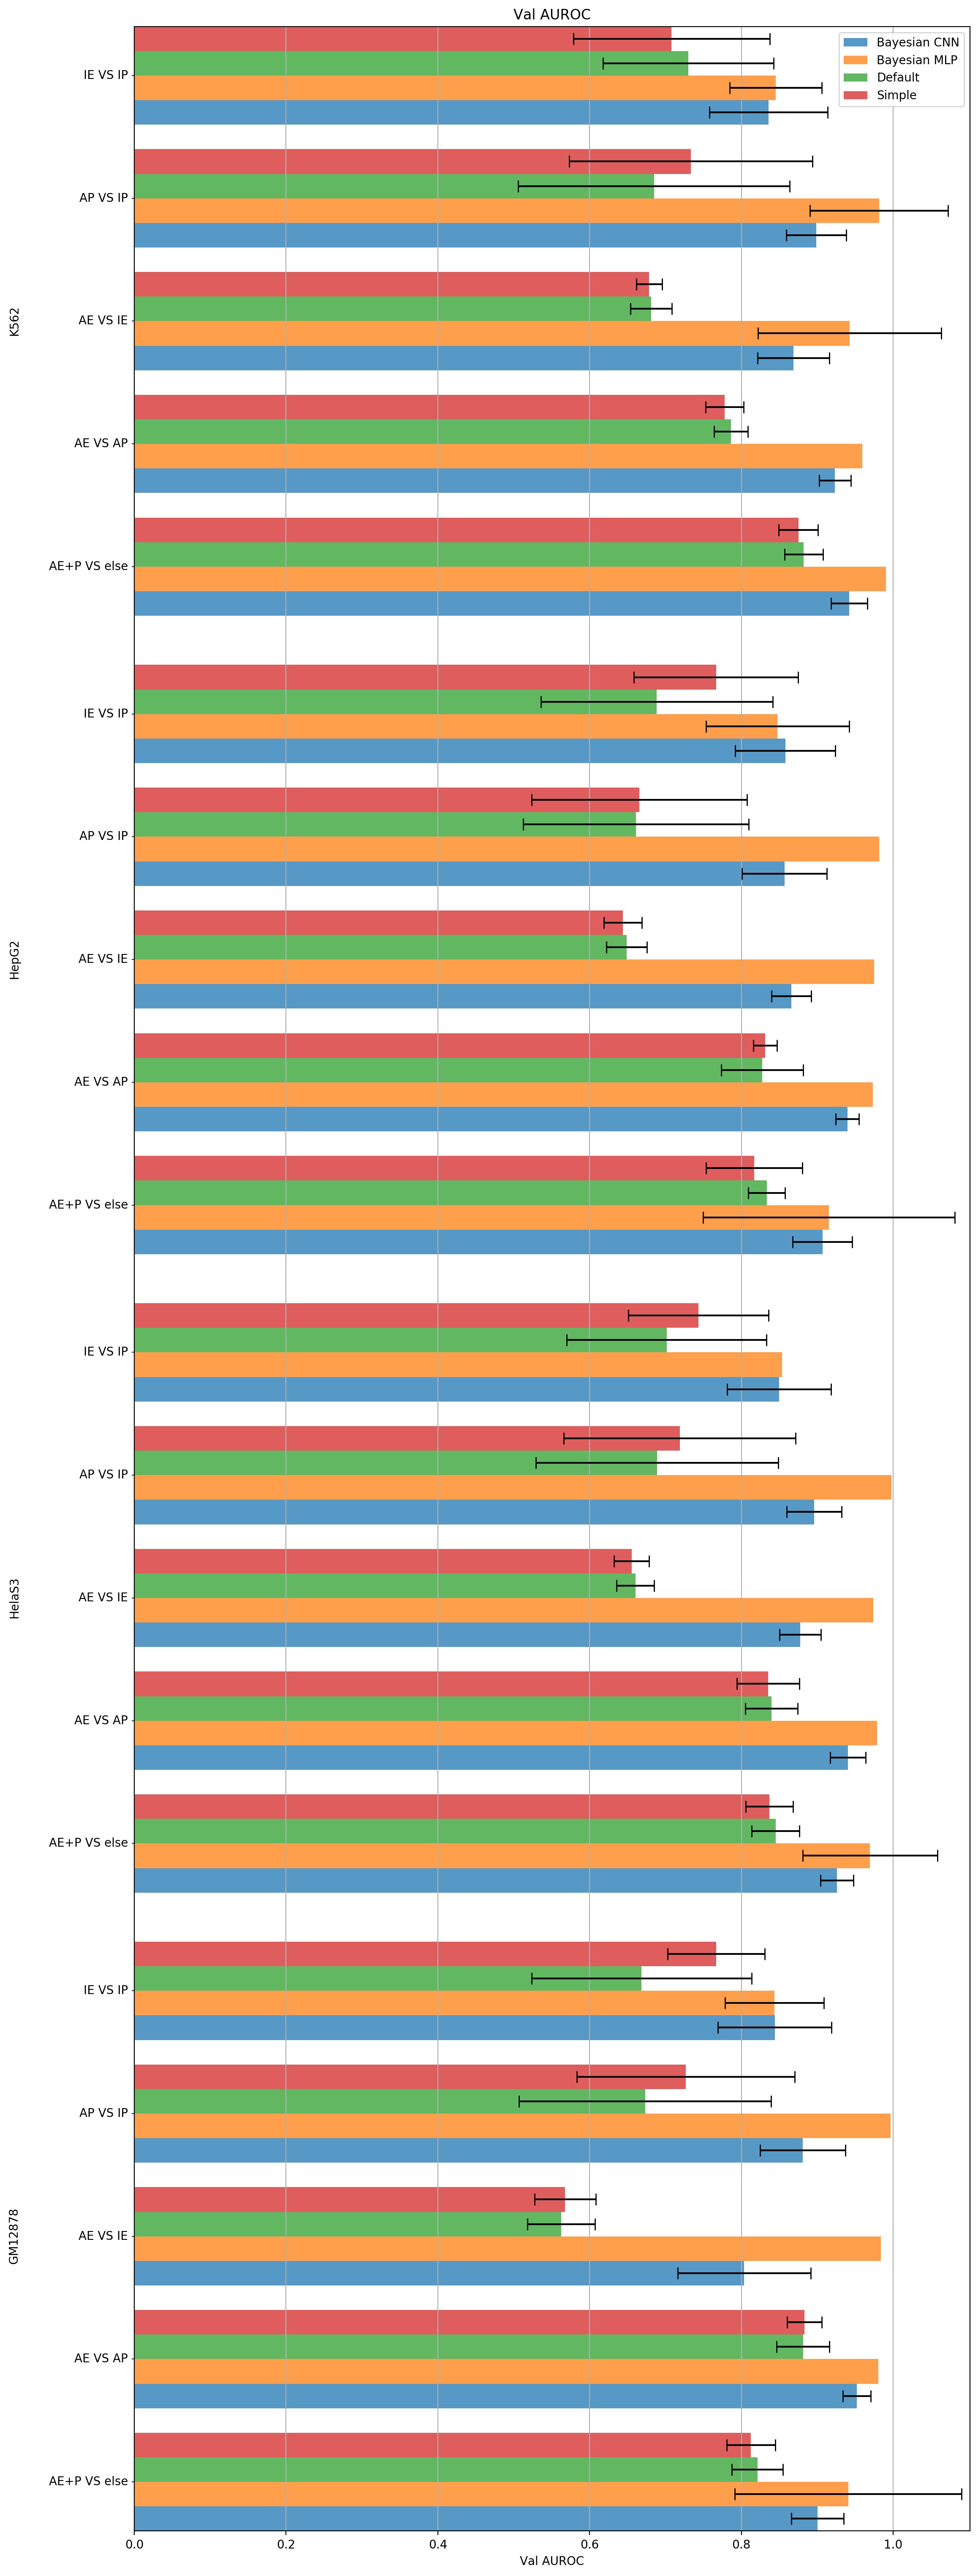 Val AUROC
Bayesian CNN
Bayesian MLP
Default
Simple
K562
IE VS IP
AP VS IP
AE VS IE
AE VS AP
AE+P VS else
HepG2
IE VS IP
AP VS IP
AE VS IE
AE VS AP
AE+P VS else
HelaS3
IE VS IP
AP VS IP
AE VS IE
AE VS AP
AE+P VS else
GM12878
IE VS IP
AP VS IP
AE VS IE
AE VS AP
AE+P VS else
0.0 0.2 0.4 0.6 0.8 1.0
Val AUROC